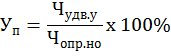 Уп = Чудв.у / Чопр.но х 100%